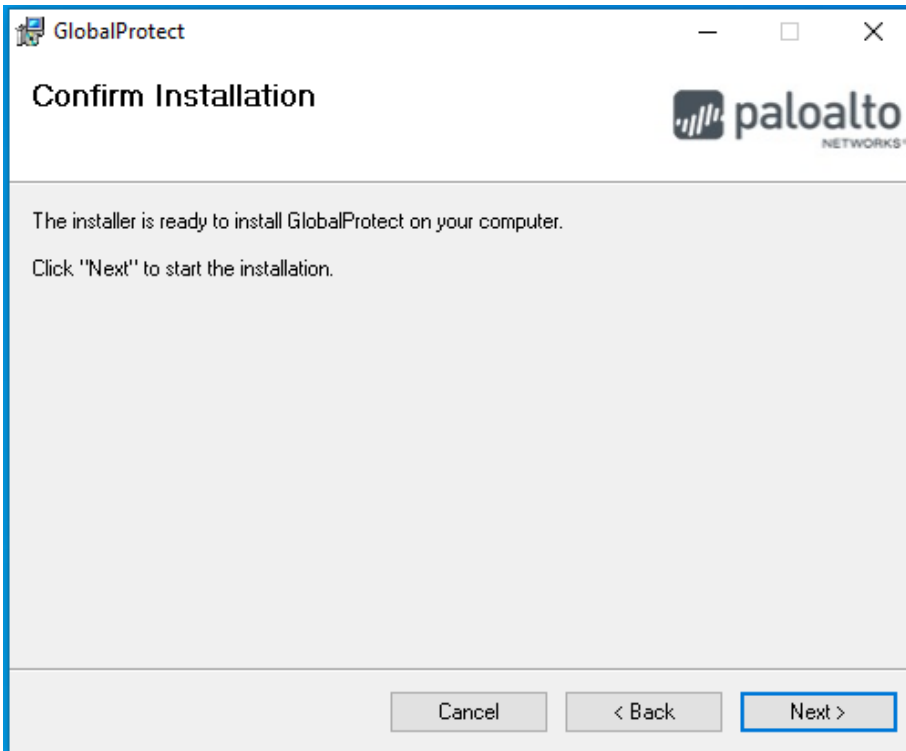 GlobalProtect
Confirm Installation
paloalto
NETWORKS
The installer is ready to install GlobalProtect on your computer.
Click "Next" to start the installation.
Cancel
< Back
Next >